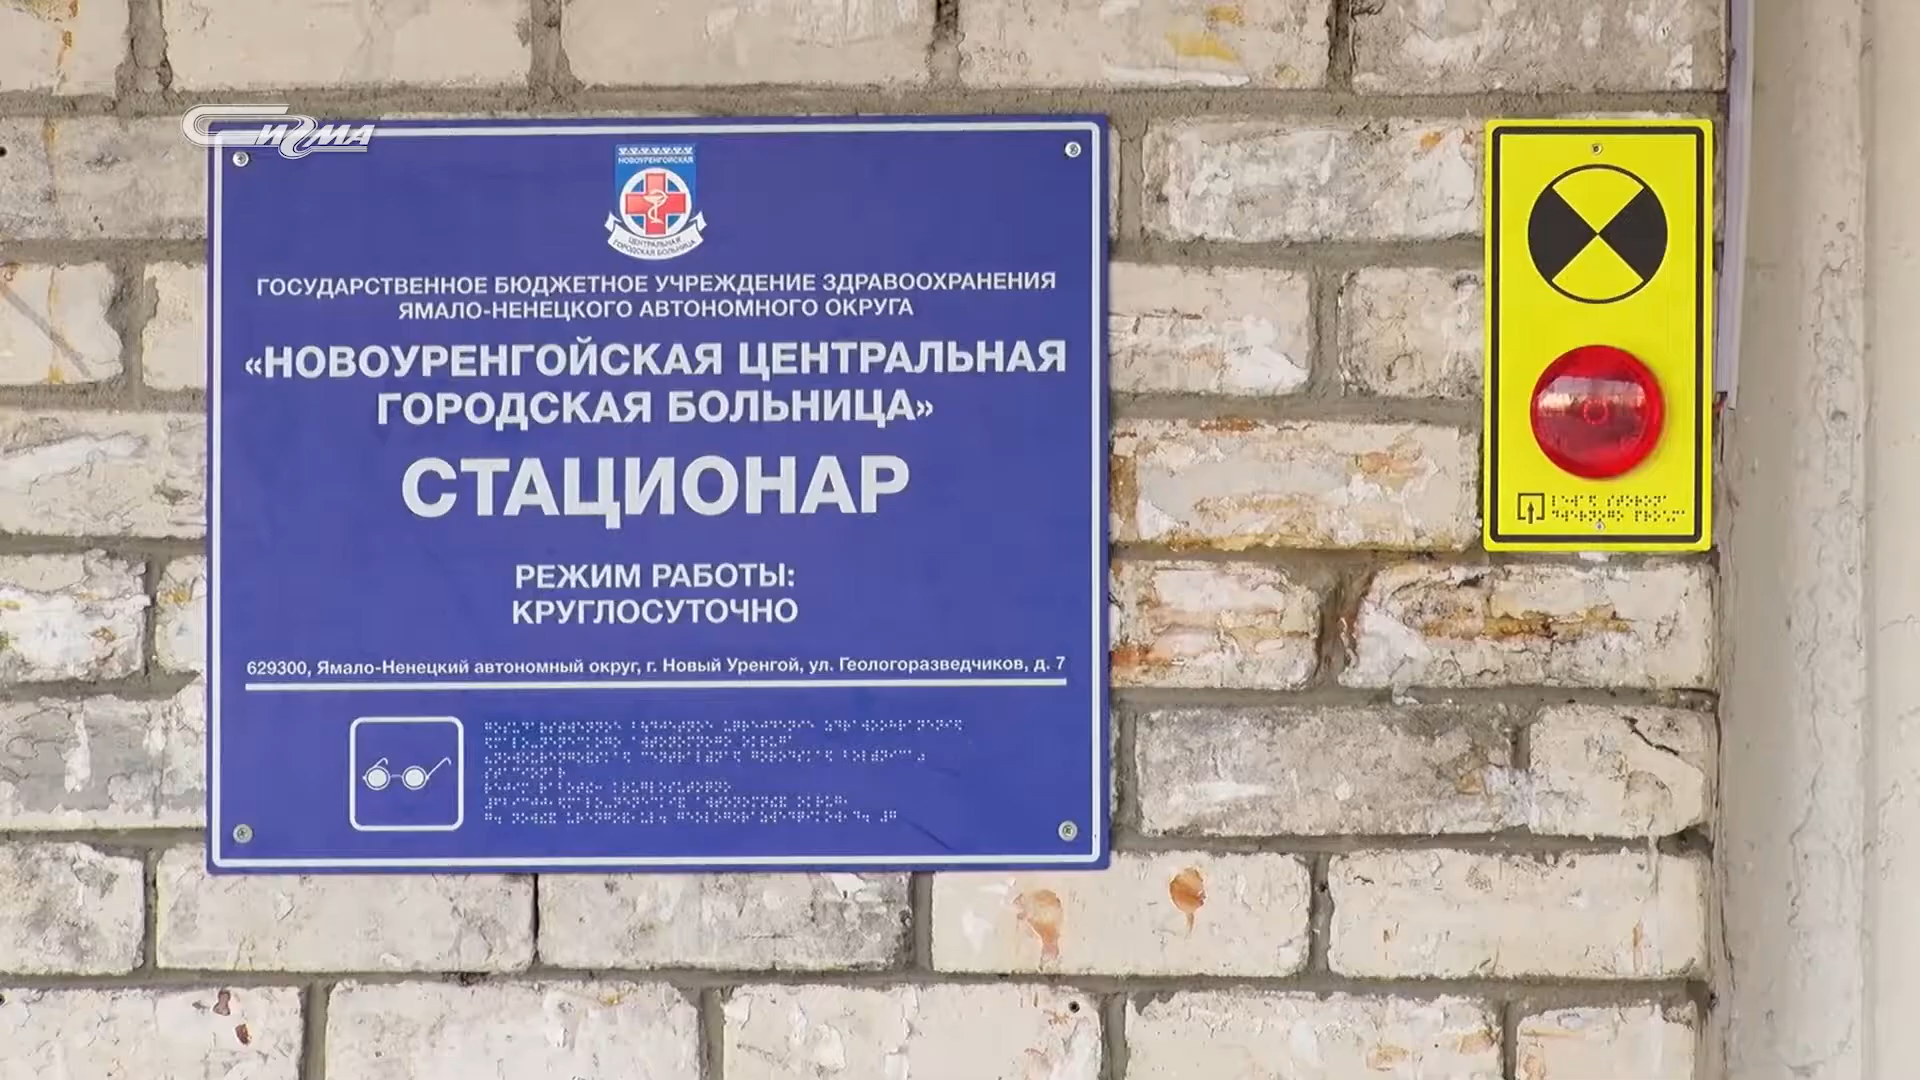 СИГМА
НОВОУРЕНГОЙСКАЯ
ЦЕНТРАЛЬНАЯ
ГОРОДСКАЯ БОЛЬНИЦА
ГОСУДАРСТВЕННОЕ БЮДЖЕТНОЕ УЧРЕЖДЕНИЕ ЗДРАВООХРАНЕНИЯ
ЯМАЛО-НЕНЕЦКОГО АВТОНОМНОГО ОКРУГА
«НОВОУРЕНГОЙСКАЯ ЦЕНТРАЛЬНАЯ
ГОРОДСКАЯ БОЛЬНИЦА»
СТАЦИОНАР
РЕЖИМ РАБОТЫ:
КРУГЛОСУТОЧНО
629300, Ямало-Ненецкий автономный округ, г. Новый Уренгой, ул. Геологоразведчиков, д. 7